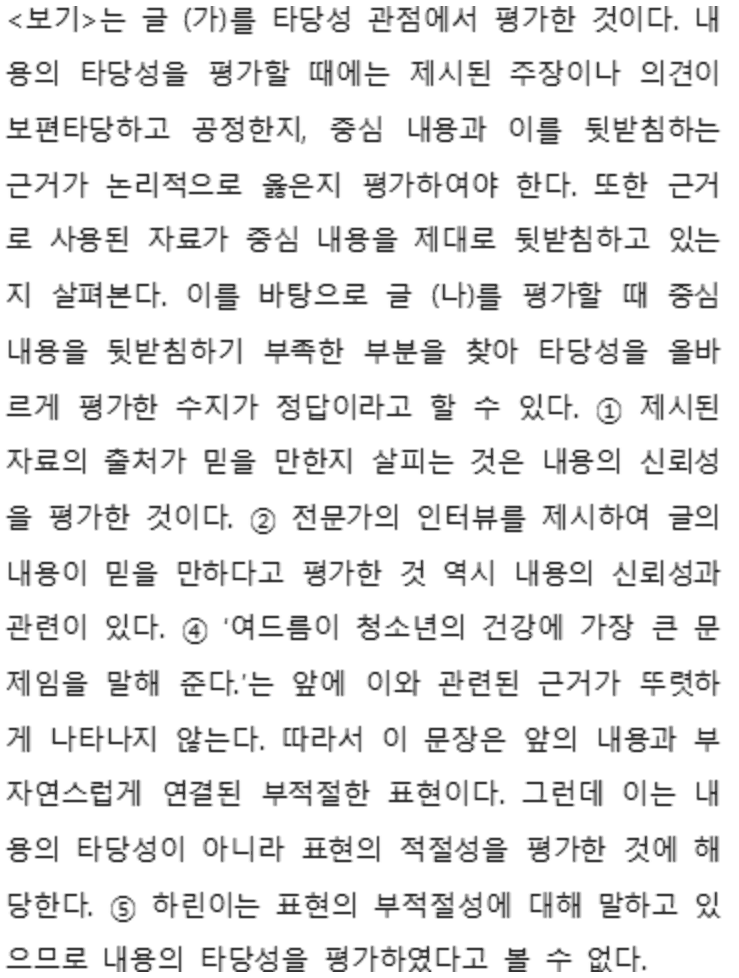 <보기>는 글 (가)를 타당성 관점에서 평가한 것이다. 내
용의 타당성을 평가할 때에는 제시된 주장이나 의견이
보편타당하고 공정한지, 중심 내용과 이를 뒷받침하는
근거가 논리적으로 옳은지 평가하여야 한다. 또한 근거
로 사용된 자료가 중심 내용을 제대로 뒷받침하고 있는
지 살펴본다. 이를 바탕으로 글 (나)를 평가할 때 중심
내용을 뒷받침하기 부족한 부분을 찾아 타당성을 올바
르게 평가한 수지가 정답이라고 할 수 있다. ① 제시된
자료의 출처가 믿을 만한지 살피는 것은 내용의 신뢰성
을 평가한 것이다. ② 전문가의 인터뷰를 제시하여 글의
내용이 믿을 만하다고 평가한 것 역시 내용의 신뢰성과
관련이 있다. ④ '여드름이 청소년의 건강에 가장 큰 문
제임을 말해 준다.'는 앞에 이와 관련된 근거가 뚜렷하
게 나타나지 않는다. 따라서 이 문장은 앞의 내용과 부
자연스럽게 연결된 부적절한 표현이다. 그런데 이는 내
용의 타당성이 아니라 표현의 적절성을 평가한 것에 해
당한다. ⑤ 하린이는 표현의 부적절성에 대해 말하고 있
으므로 내용의 타당성을 평가하였다고 볼 수 없다.